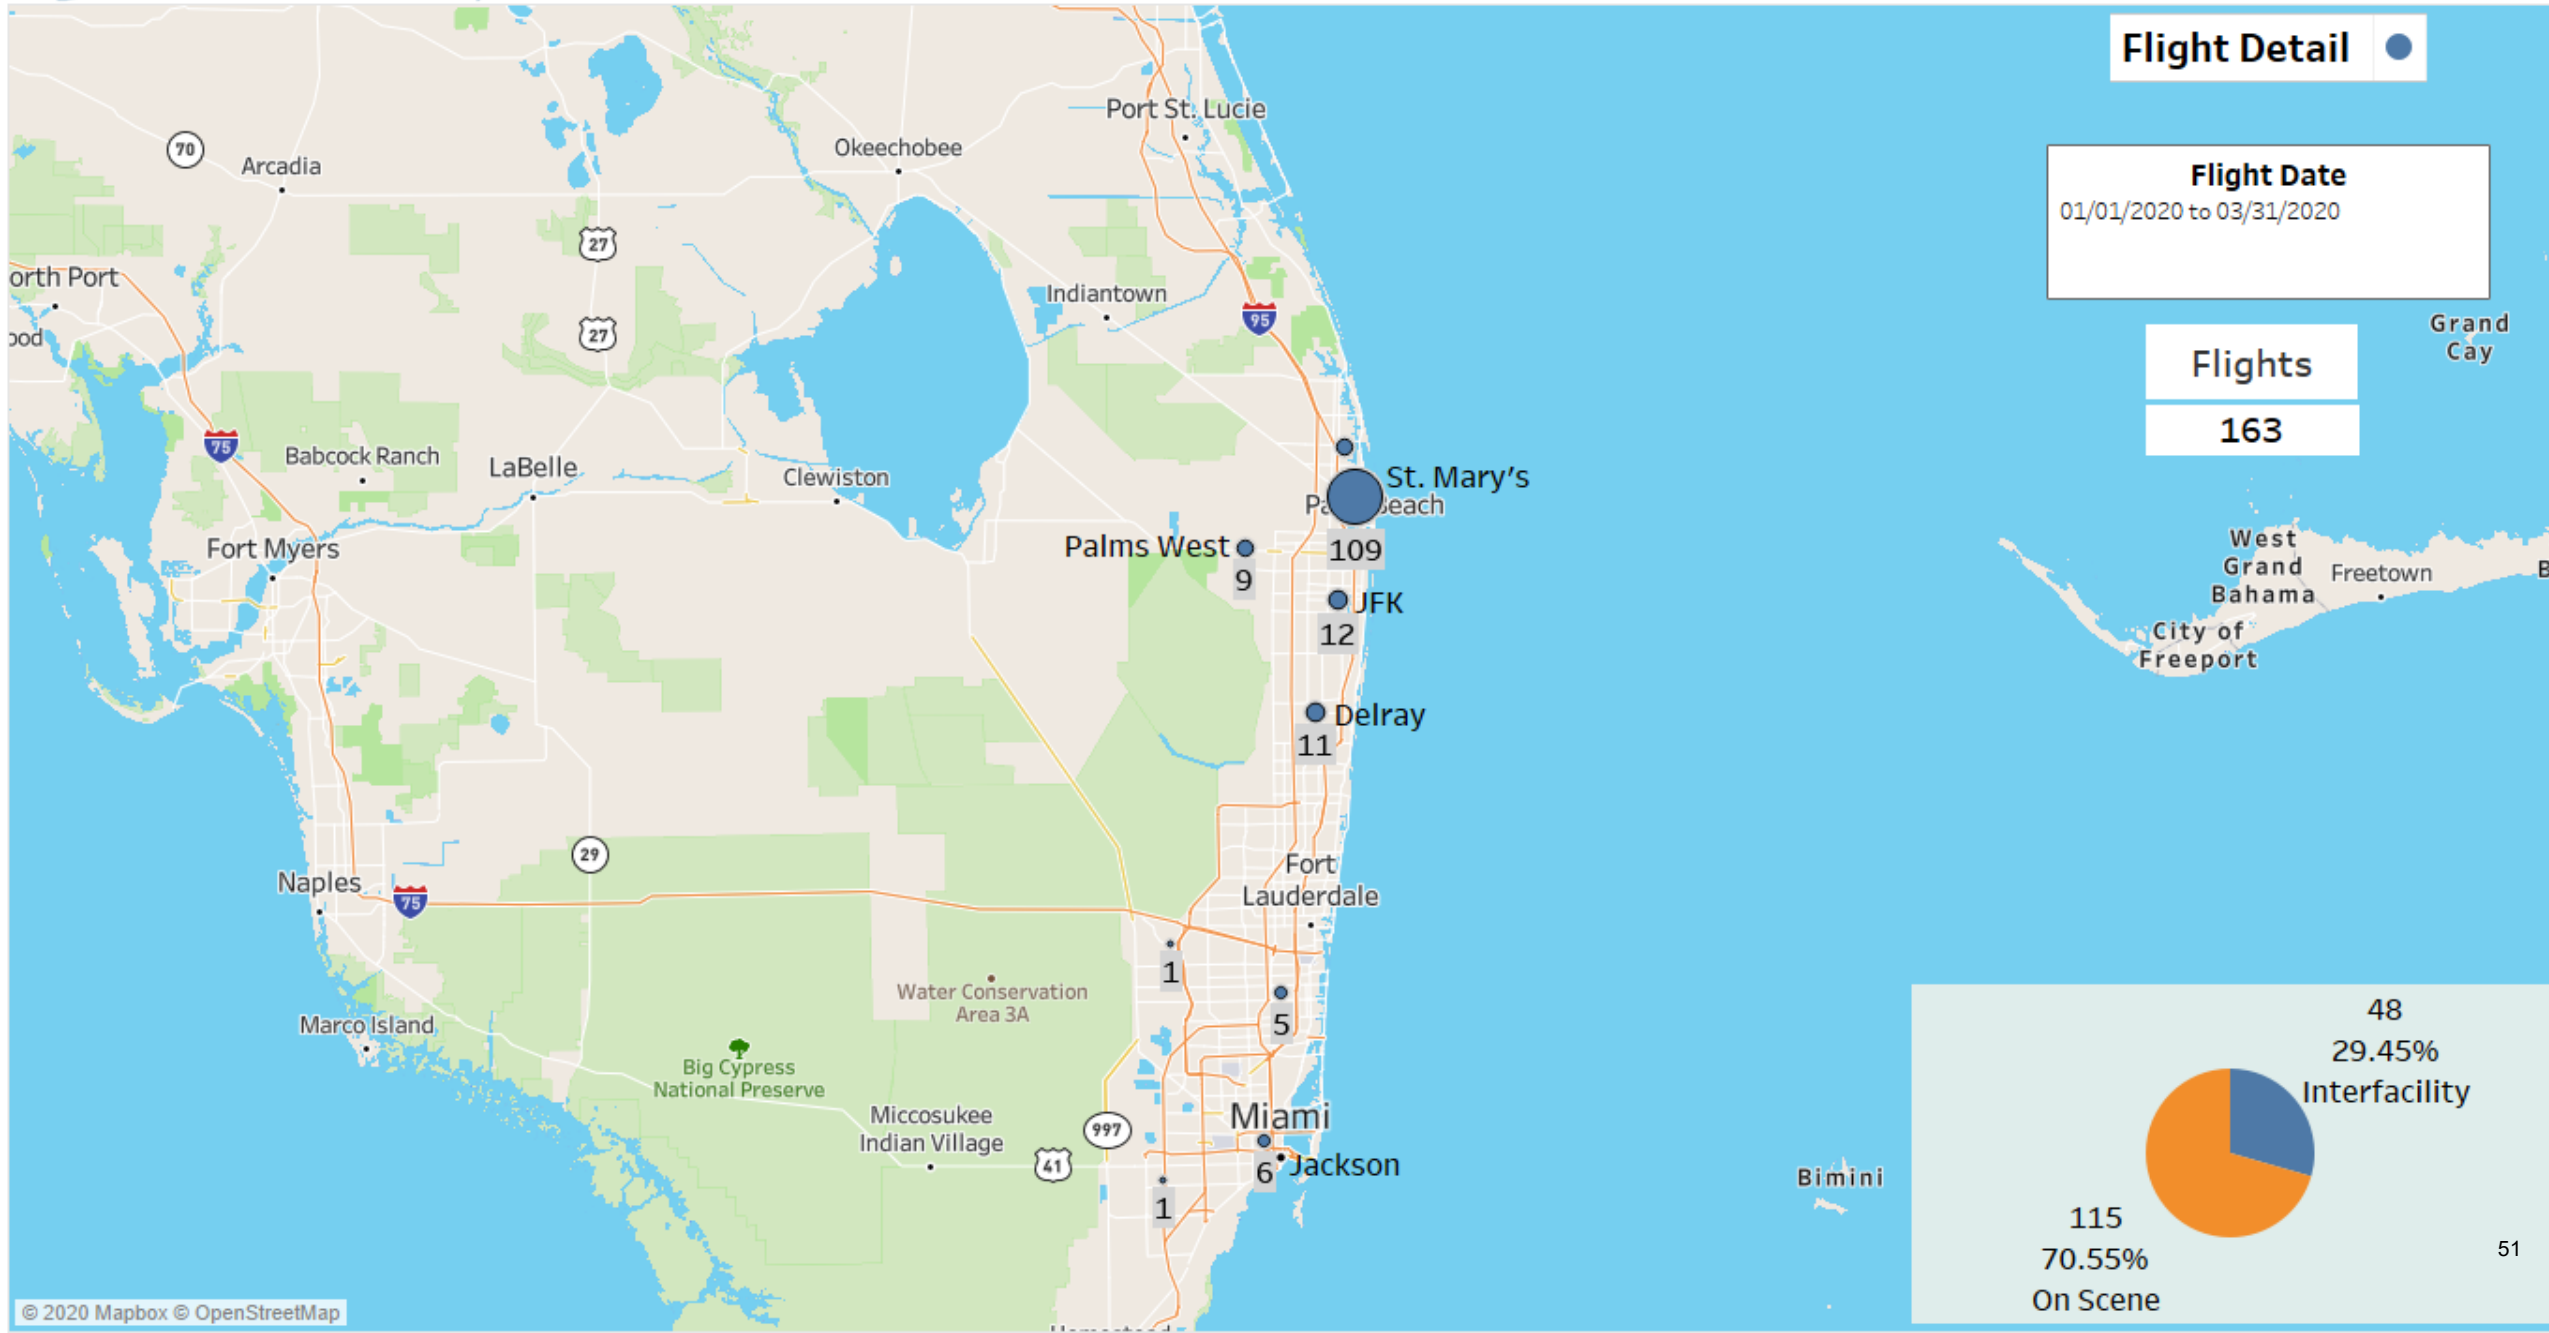 Flight Detail
Flight Date
01/01/2020 to 03/31/2020
Flights
163
Port St. Lucie
Okeechobee
70
Arcadia
27
orth Port
Indiantown
95
27
ood
Grand
Cay
75
Babcock Ranch
LaBelle
Clewiston
St. Mary's
Beach
109
Fort Myers
Palms West
9
JFK
12
West
Grand
Bahama
Freetown
City of
Freeport
Delray
11
29
Fort
Lauderdale
Naples
75
1
Water Conservation
Area 3A
5
Marco Island
Big Cypress
National Preserve
Miccosukee
Indian Village
997
41
Miami
6
Jackson
1
Bimini
48
29.45%
Interfacility
115
70.55%
On Scene
51
© 2020 Mapbox © OpenStreetMap